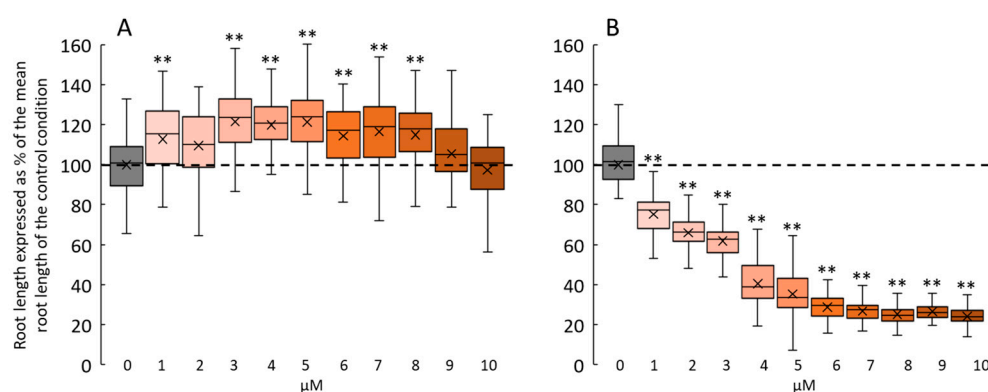 Root length expressed as % of the mean
root length of the control condition
A
160
140
120
100
80
60
40
20
0
** ** ** ** ** ** **
0 1 2 3 4 5 6 7 8 9 10
µM
B
160
140
120
100
80
60
40
20
0
** ** ** ** ** ** ** ** ** **
0 1 2 3 4 5 6 7 8 9 10
µM